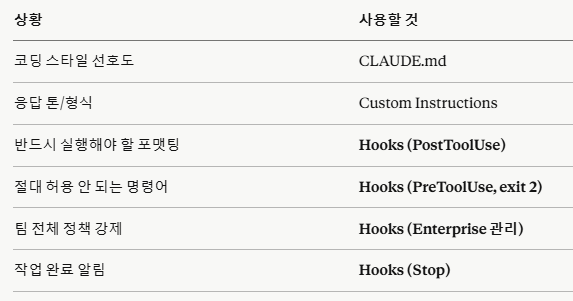 상황 사용할 것
코딩 스타일 선호도 CLAUDE.md
응답 톤/형식 Custom Instructions
반드시 실행해야 할 포맷팅 Hooks (PostToolUse)
절대 허용 안 되는 명령어 Hooks (PreToolUse, exit 2)
팀 전체 정책 강제 Hooks (Enterprise 관리)
작업 완료 알림 Hooks (Stop)